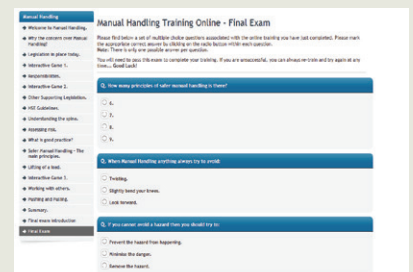 Manual Handling
Welcome to Manual Handling.
Why the concern over Manual
Handling?
Legislation in place today.
Interactive Game 1.
Responsibilities.
Interactive Game 2.
Other Supporting Legislation.
HSE Guidelines.
Understanding the spine.
Assessing risk.
What is good practice?
Safer Manual Handling - The
main principles.
Lifting of a load.
Interactive Game 3.
Working with others.
Pushing and Pulling.
Summary.
Final exam introduction
Final Exam
Manual Handling Training Online - Final Exam
Please find below a set of multiple choice questions associated with the online training you have just completed. Please mark
the appropriate correct answer by clicking on the radio button within each question.
Note: There is only one possible answer per question.
You will need to pass this exam to complete your training. If you are unsuccessful, you can always re-train and try again at any
time... Good Luck!
Q. How many principles of safer manual handling is there?
6.
7.
8.
9.
Q. When Manual Handling anything always try to avoid:
Twisting.
Slightly bend your knees.
Look forward.
Q. If you cannot avoid a hazard then you should try to:
Prevent the hazard from happening.
Minimise the danger.
Remove the hazard.